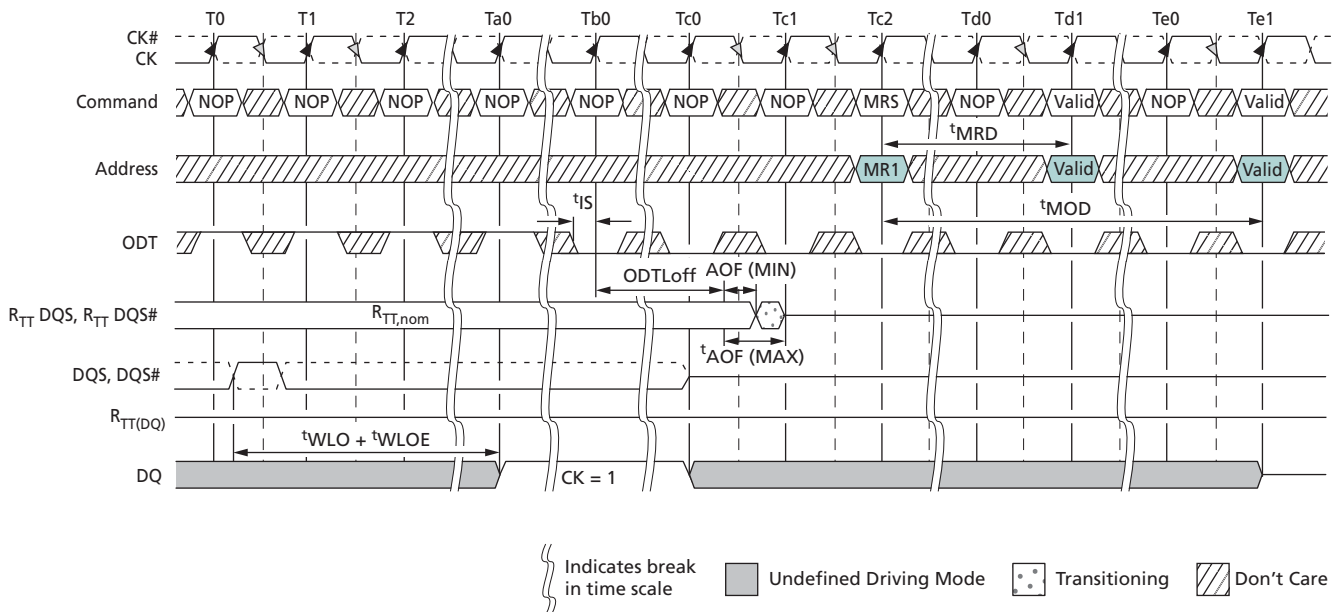 T0 T1 T2 Ta0 Tb0 Tc0 Tc1 Tc2 Td0 Td1 Te0 Te1
CK#
CK
Command NOP NOP NOP NOP NOP NOP NOP MRS NOP Valid NOP Valid
tMRD
Address MR1 Valid Valid
tIS
tMOD
ODT
ODTLoff AOF (MIN)
RTT DQS, RTT DQS# RTT,nom
tAOF (MAX)
DQS, DQS#
RTT(DQ)
tWLO + tWLOE
DQ CK = 1
Indicates break
in time scale
Undefined Driving Mode
Transitioning
Don't Care